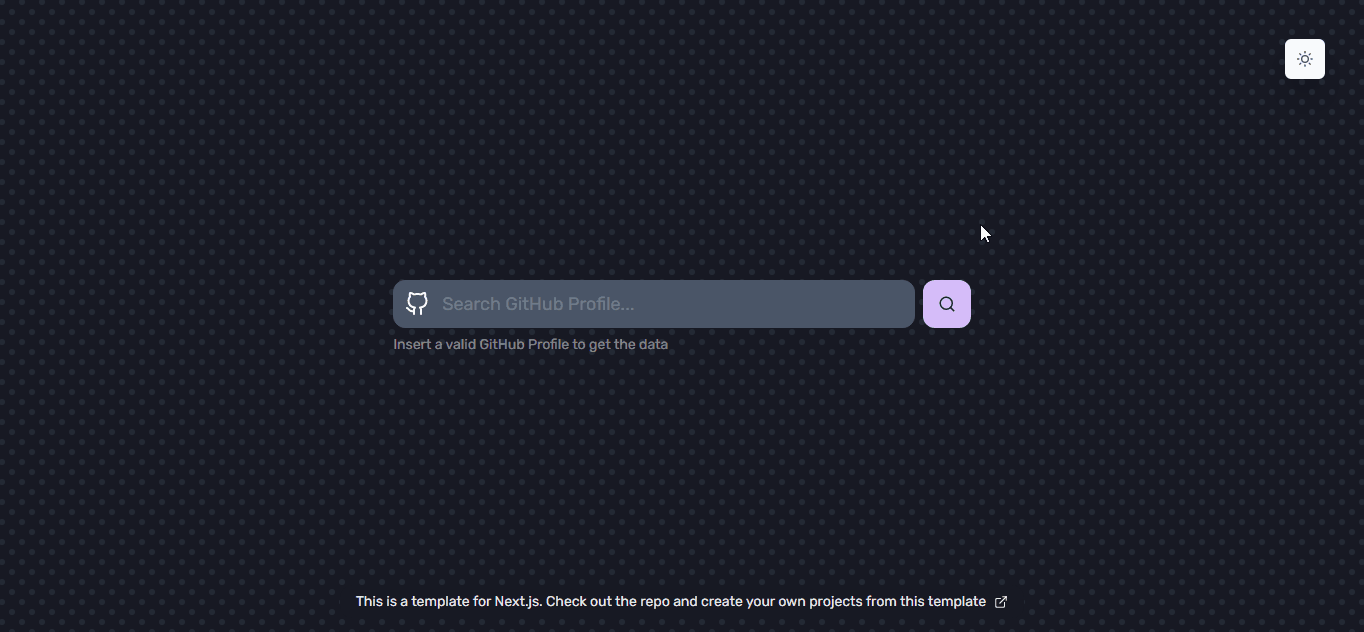 Search GitHub Profile...
Insert a valid GitHub Profile to get the data
This is a template for Next.js. Check out the repo and create your own projects from this template